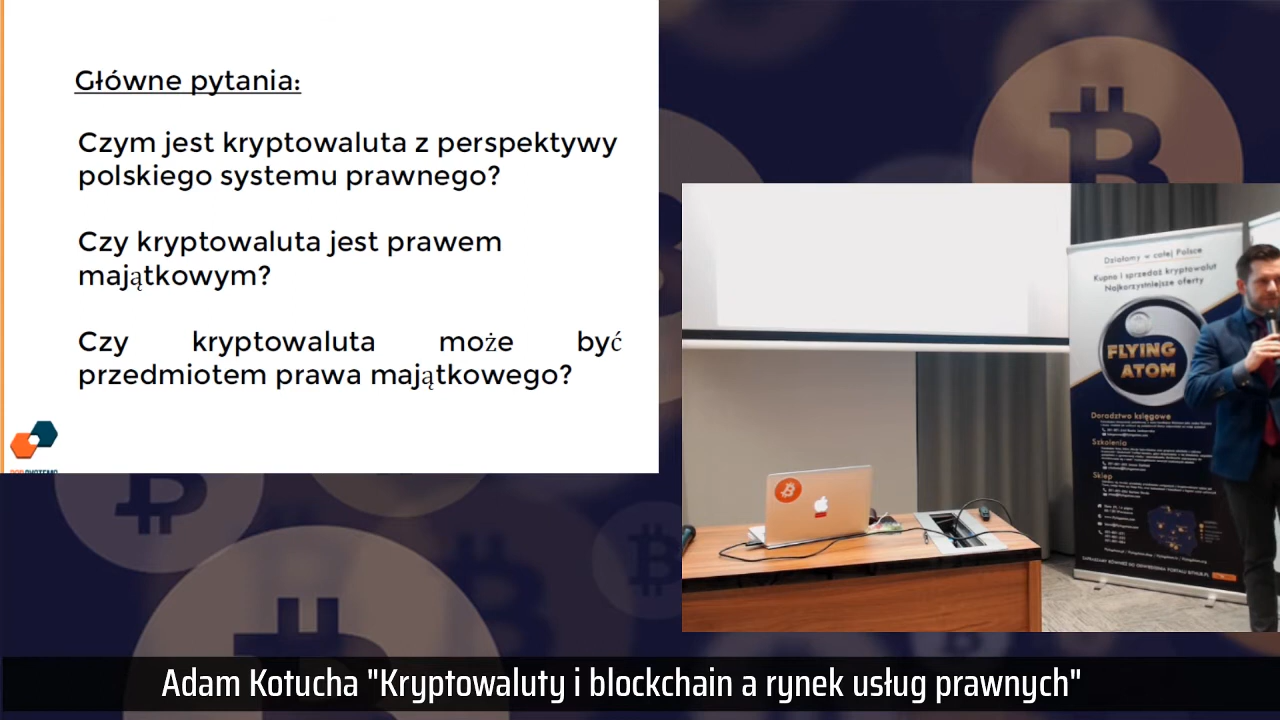 Główne pytania:
Czym jest kryptowaluta z perspektywy
polskiego systemu prawnego?
Czy kryptowaluta jest prawem
majątkowym?
Czy kryptowaluta może być
przedmiotem prawa majątkowego?
Działamy w całej Polsce
Kupno i sprzedaż kryptowalut
Najkorzystniejsze oferty
FLYING
ATOM
Doradztwo księgowe
Szkolenia
Sklep
Adam Kotucha "Kryptowaluty i blockchain a rynek usług prawnych"